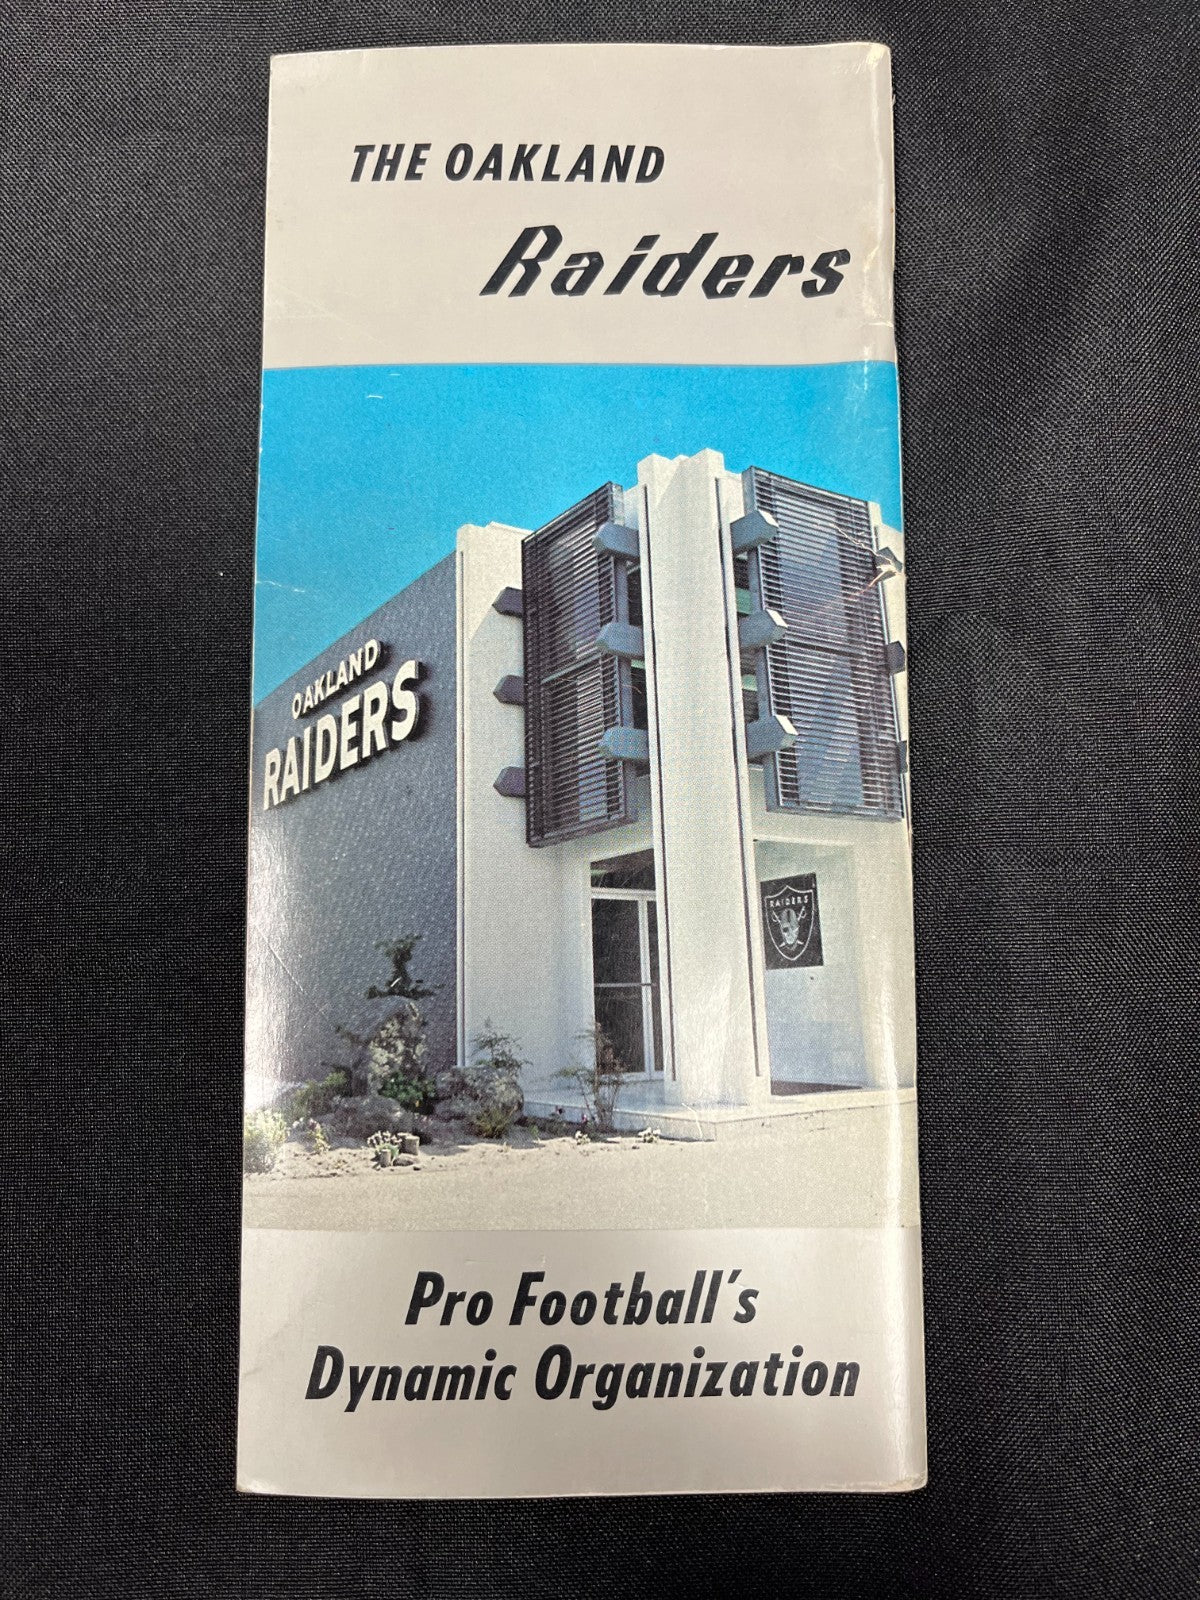 THE OAKLAND
Raiders
OAKLAND
RAIDERS
RAIDERS
Pro Football's
Dynamic Organization